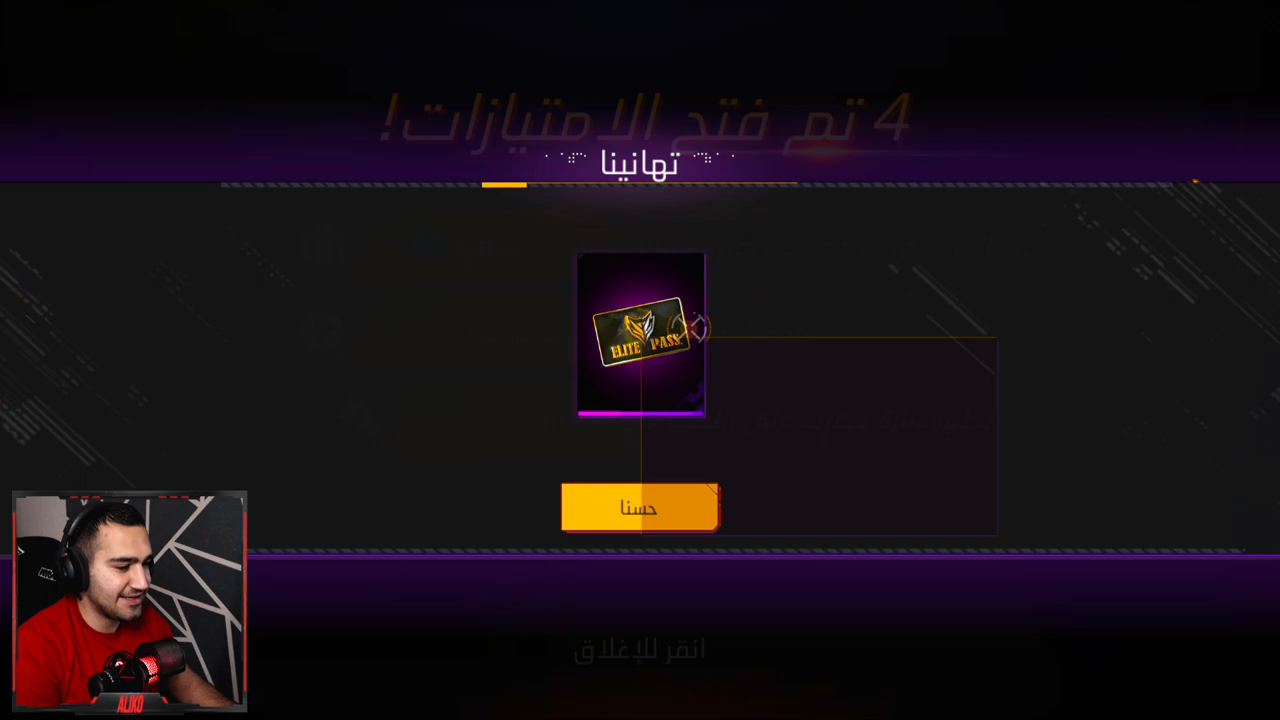 4 تم فتح الامتيازات!
تهانينا
ELITE PASS
حسنا
انقر للإغلاق
ALIKO